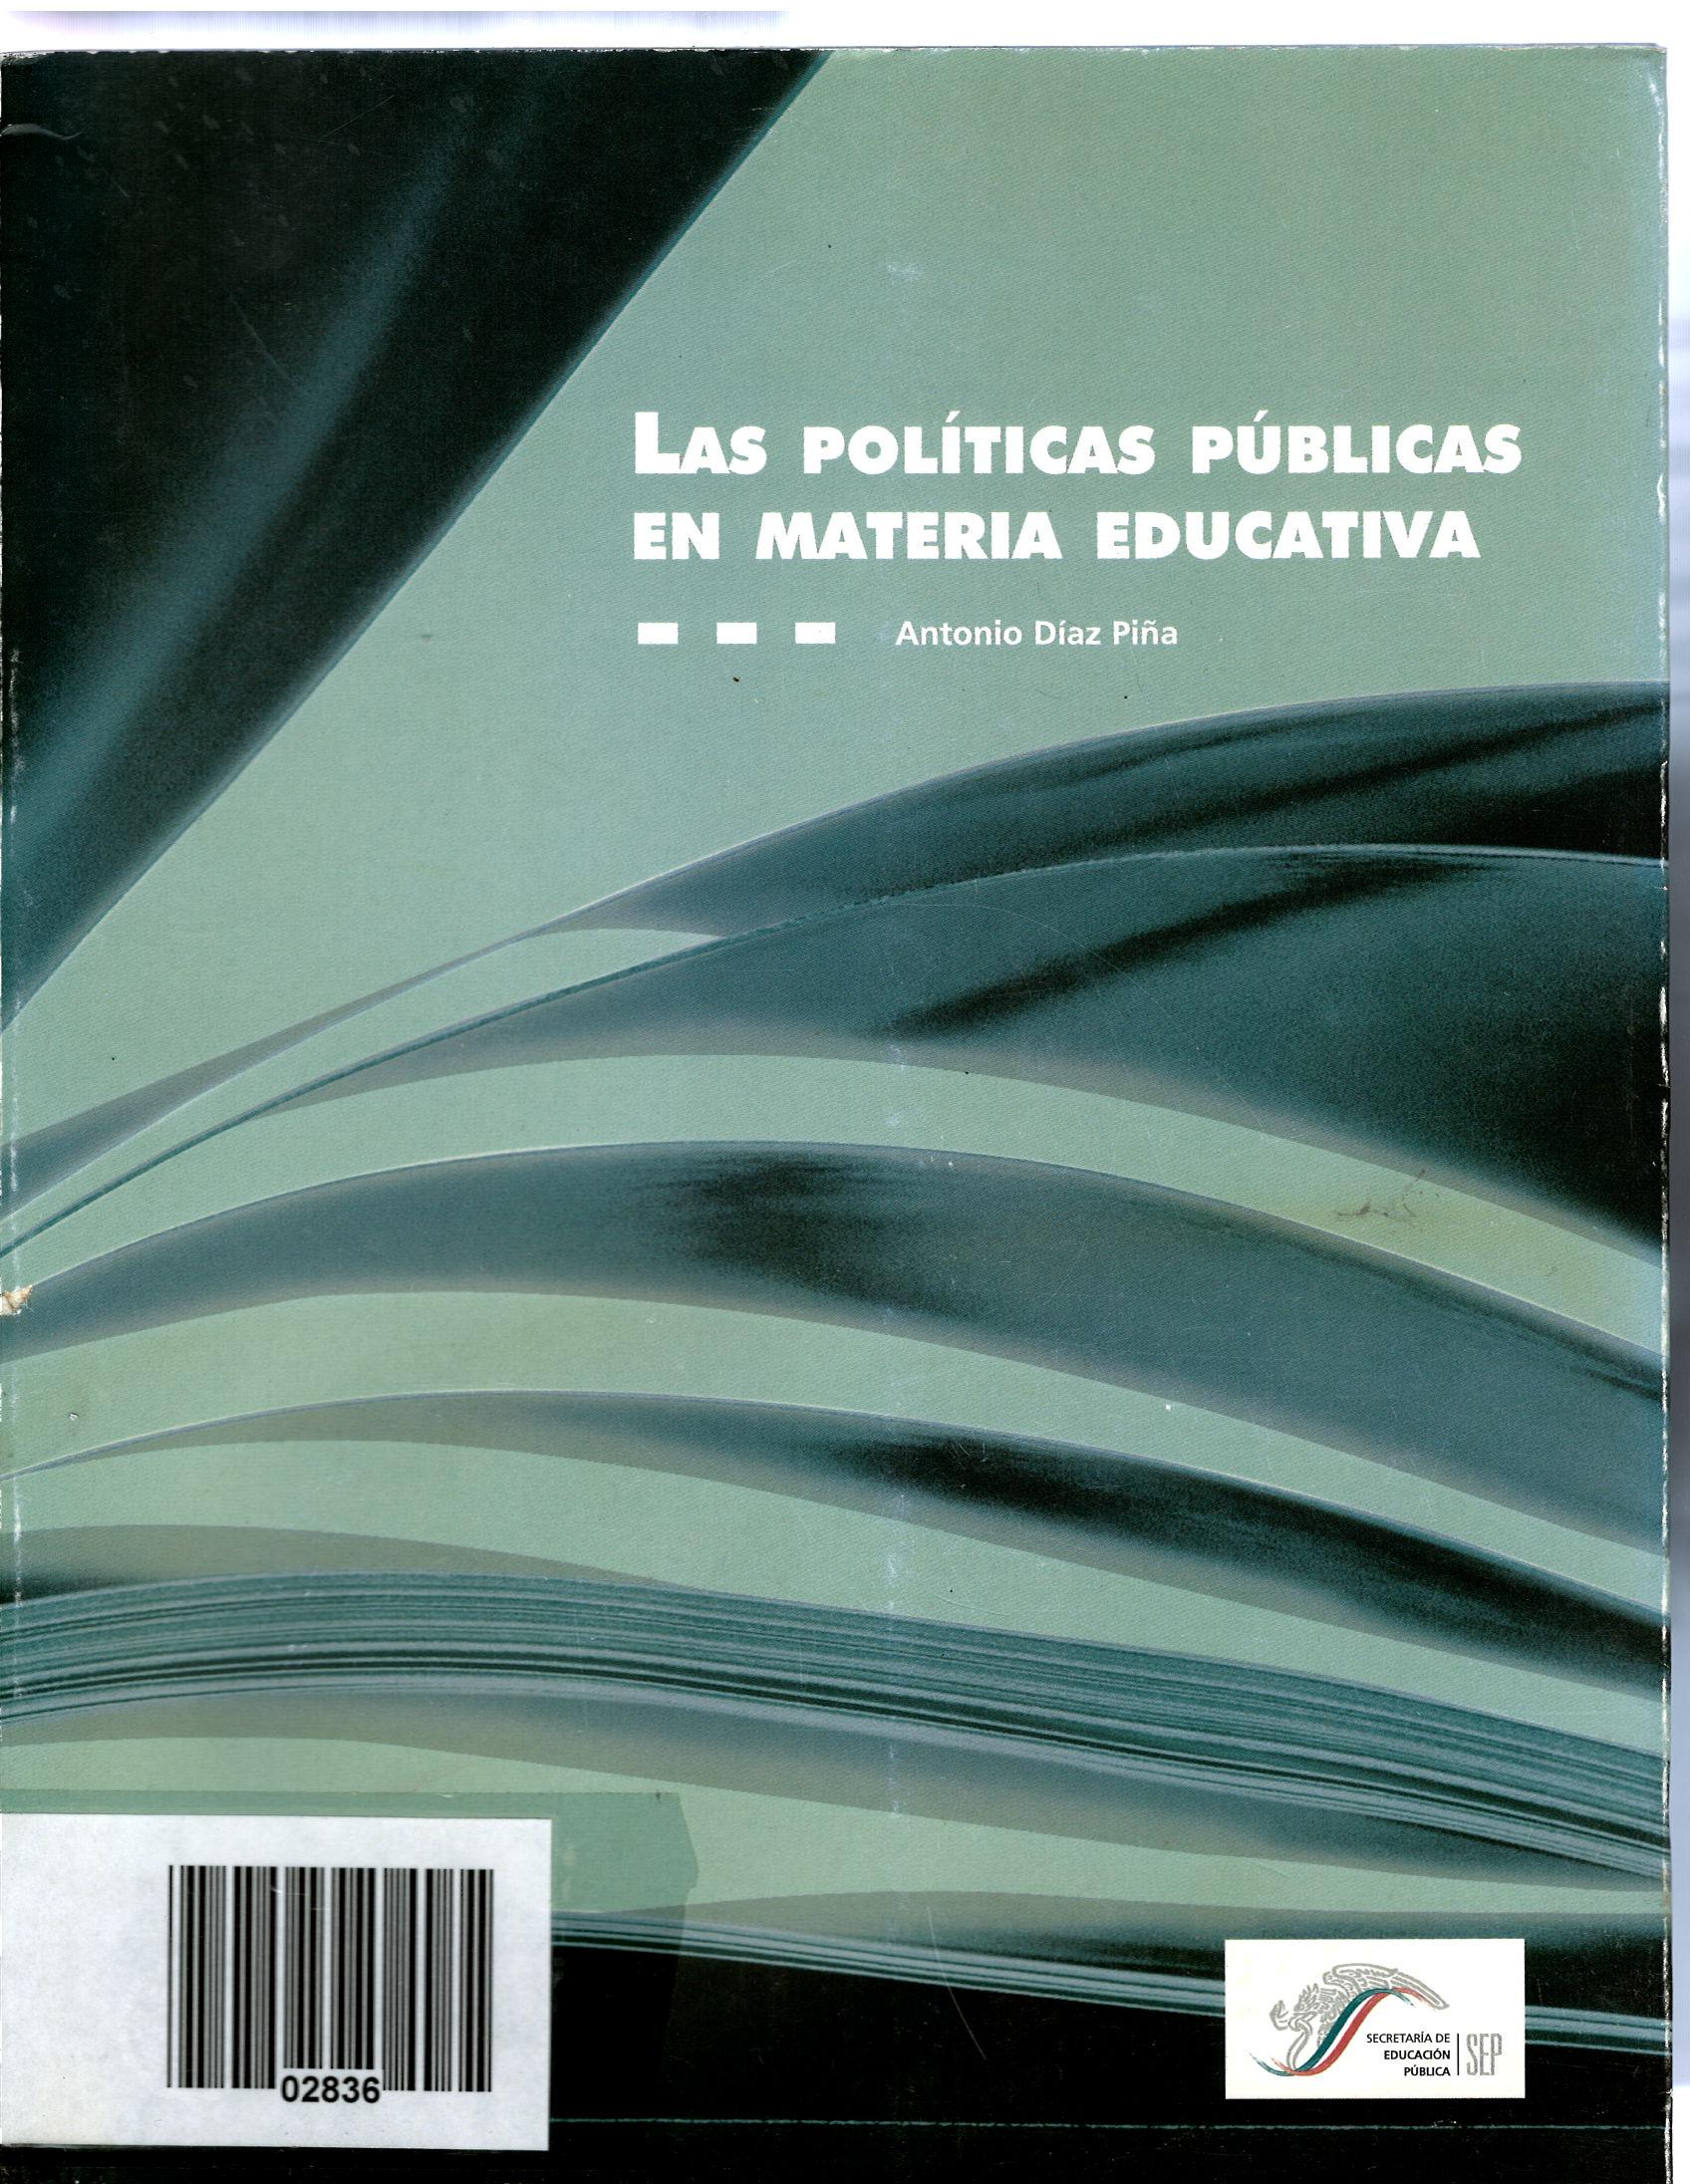 LAS POLÍTICAS PÚBLICAS
EN MATERIA EDUCATIVA
Antonio Díaz Piña
02836
SECRETARÍA DE
EDUCACIÓN
PÚBLICA
SEP